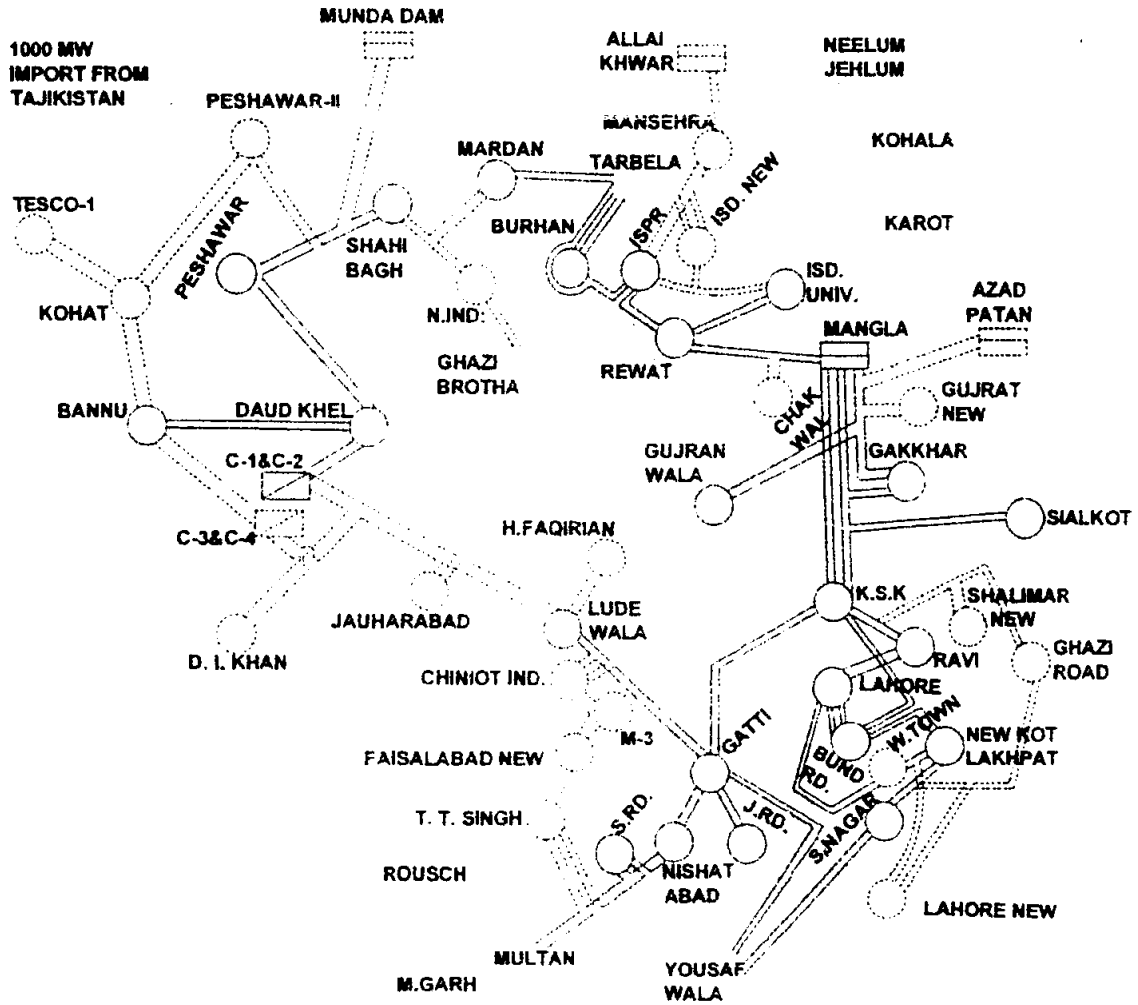 MUNDA DAM
1000 MW
IMPORT FROM
TAJIKISTAN
ALLAI
KHWAR
NEELUM
JEHLUM
PESHAWAR-II
MANSEHRA
KOHALA
MARDAN
TARBELA
ISD. NEW
TESCO-1
PESHAWAR
SHAHI
BAGH
BURHAN
ISPR
KAROT
KOHAT
N.IND.
ISD.
UNIV.
AZAD
PATAN
MANGLA
GHAZI
BROTHA
REWAT
BANNU
DAUD KHEL
CHAK
WAL
GUJRAT
NEW
C-1&C-2
GUJRAN
WALA
GAKKHAR
C-3&C-4
H.FAQIRIAN
SIALKOT
K.S.K
JAUHARABAD
LUDE
WALA
SHALIMAR
NEW
D. I. KHAN
RAVI
GHAZI
ROAD
CHINIOT IND.
LAHORE
M-3
GATTI
W.TOWN
NEW KOT
LAKHPAT
FAISALABAD NEW
BUND
RD.
T. T. SINGH
S.RD.
J.RD.
S.NAGAR
ROUSCH
NISHAT
ABAD
LAHORE NEW
MULTAN
YOUSAF
WALA
M.GARH